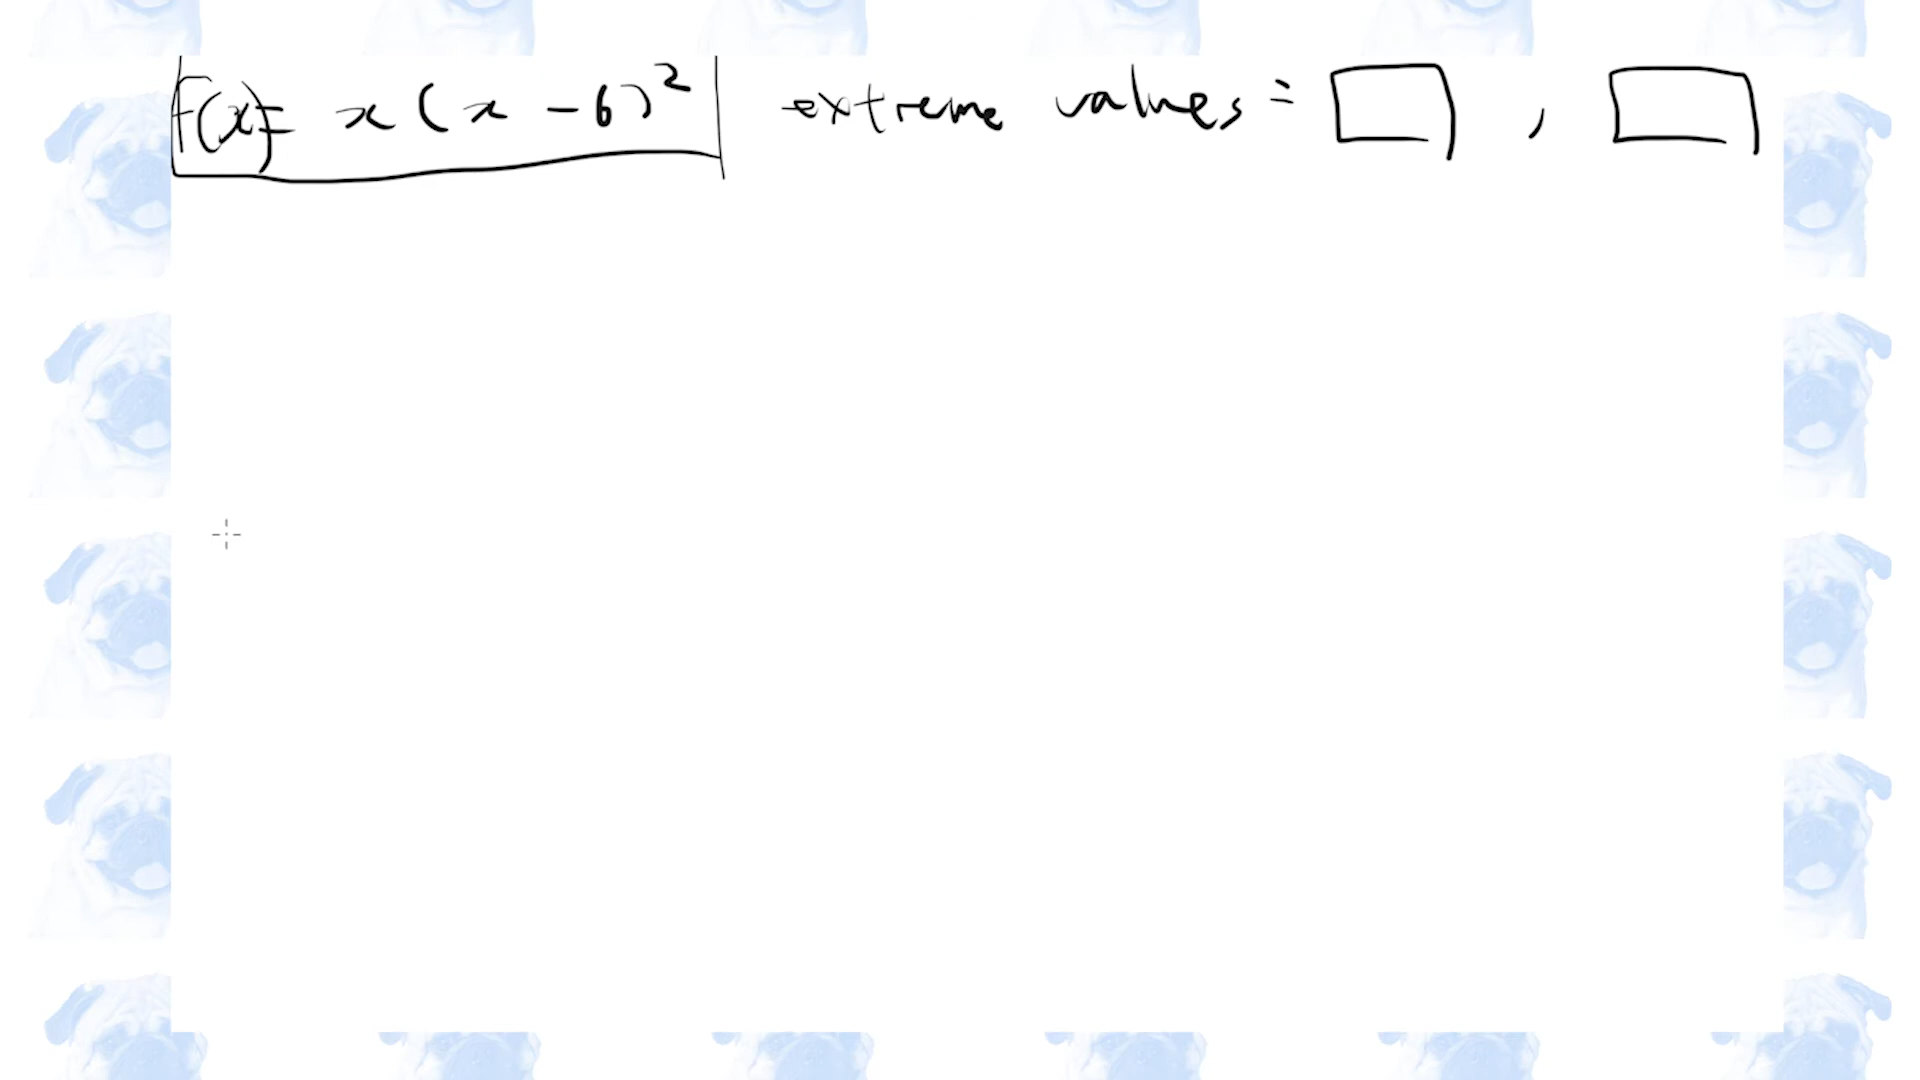 f(x)= x(x-6)² extreme values = □ , □